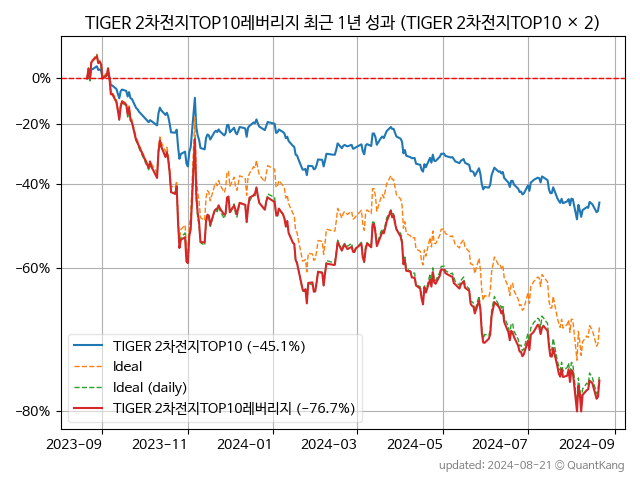 TIGER 2차전지TOP10레버리지 최근 1년 성과 (TIGER 2차전지TOP10 × 2)
0%
−20%
−40%
−60%
−80%
TIGER 2차전지TOP10 (−45.1%)
Ideal
Ideal (daily)
TIGER 2차전지TOP10레버리지 (−76.7%)
2023-09
2023-11
2024-01
2024-03
2024-05
2024-07
2024-09
updated: 2024-08-21 © QuantKang